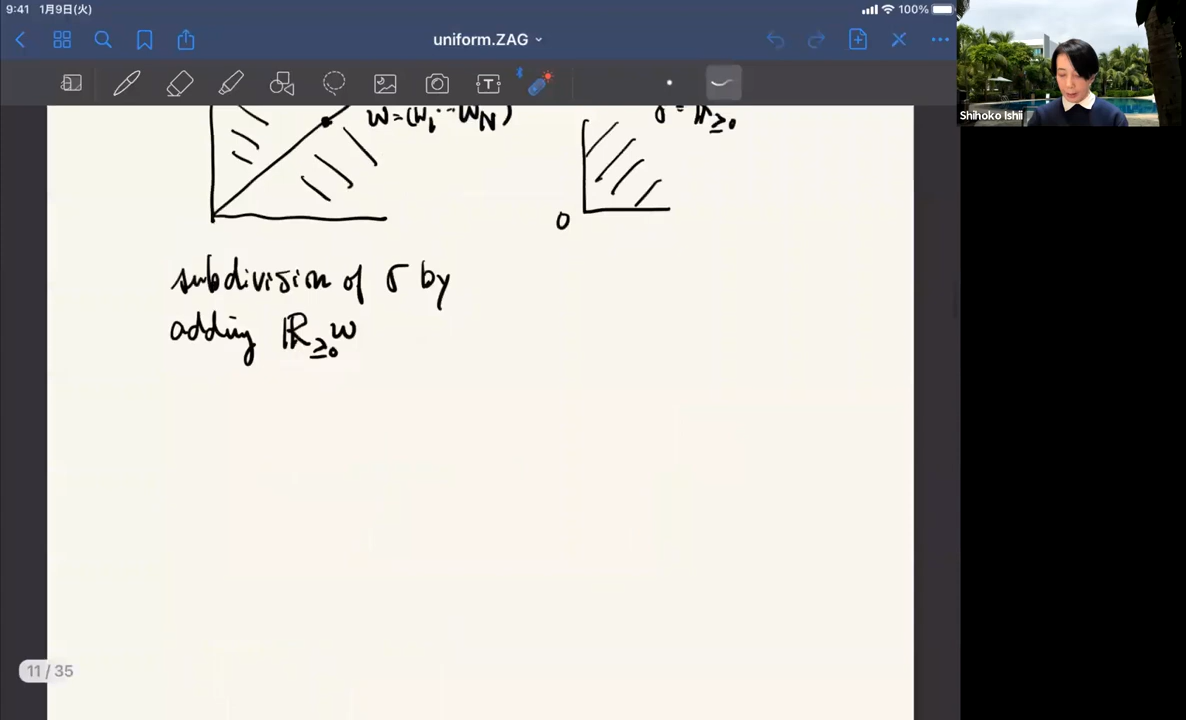 9:41 1月9日(火)
100%
uniform.ZAG
T
Shihoko Ishii
w=(w₁ ... w_N)
σ = ℝ≥0
0
subdivision of σ by
adding ℝ≥0 w
11 / 35